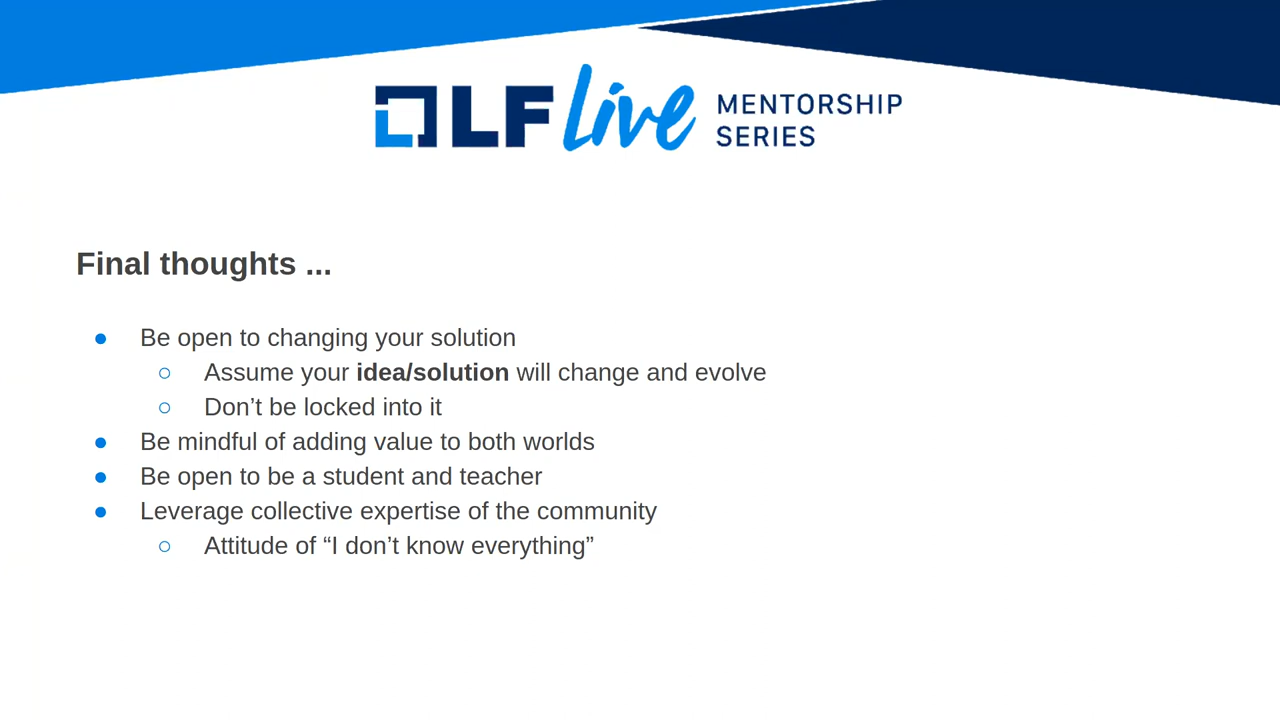 LF Live MENTORSHIP
SERIES
Final thoughts ...
● Be open to changing your solution
○ Assume your idea/solution will change and evolve
○ Don’t be locked into it
● Be mindful of adding value to both worlds
● Be open to be a student and teacher
● Leverage collective expertise of the community
○ Attitude of “I don’t know everything”